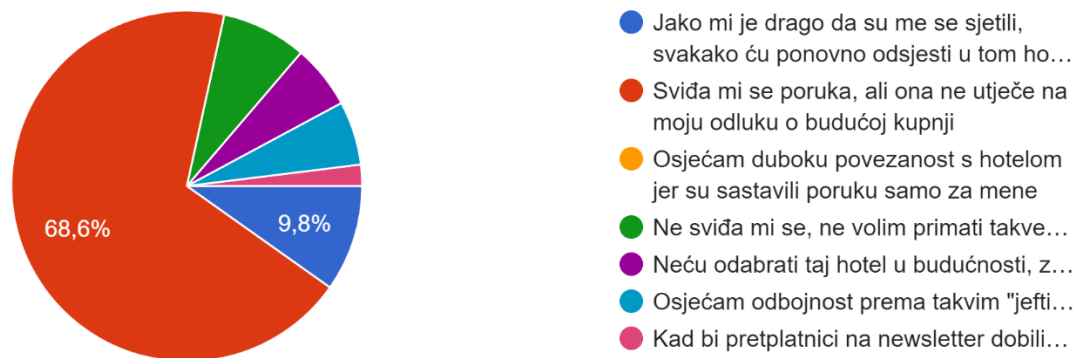 68,6%
9,8%
Jako mi je drago da su me se sjetili,
svakako ću ponovno odsjesti u tom ho…
Sviđa mi se poruka, ali ona ne utječe na
moju odluku o budućoj kupnji
Osjećam duboku povezanost s hotelom
jer su sastavili poruku samo za mene
Ne sviđa mi se, ne volim primati takve…
Neću odabrati taj hotel u budućnosti, z…
Osjećam odbojnost prema takvim "jefti…
Kad bi pretplatnici na newsletter dobili…